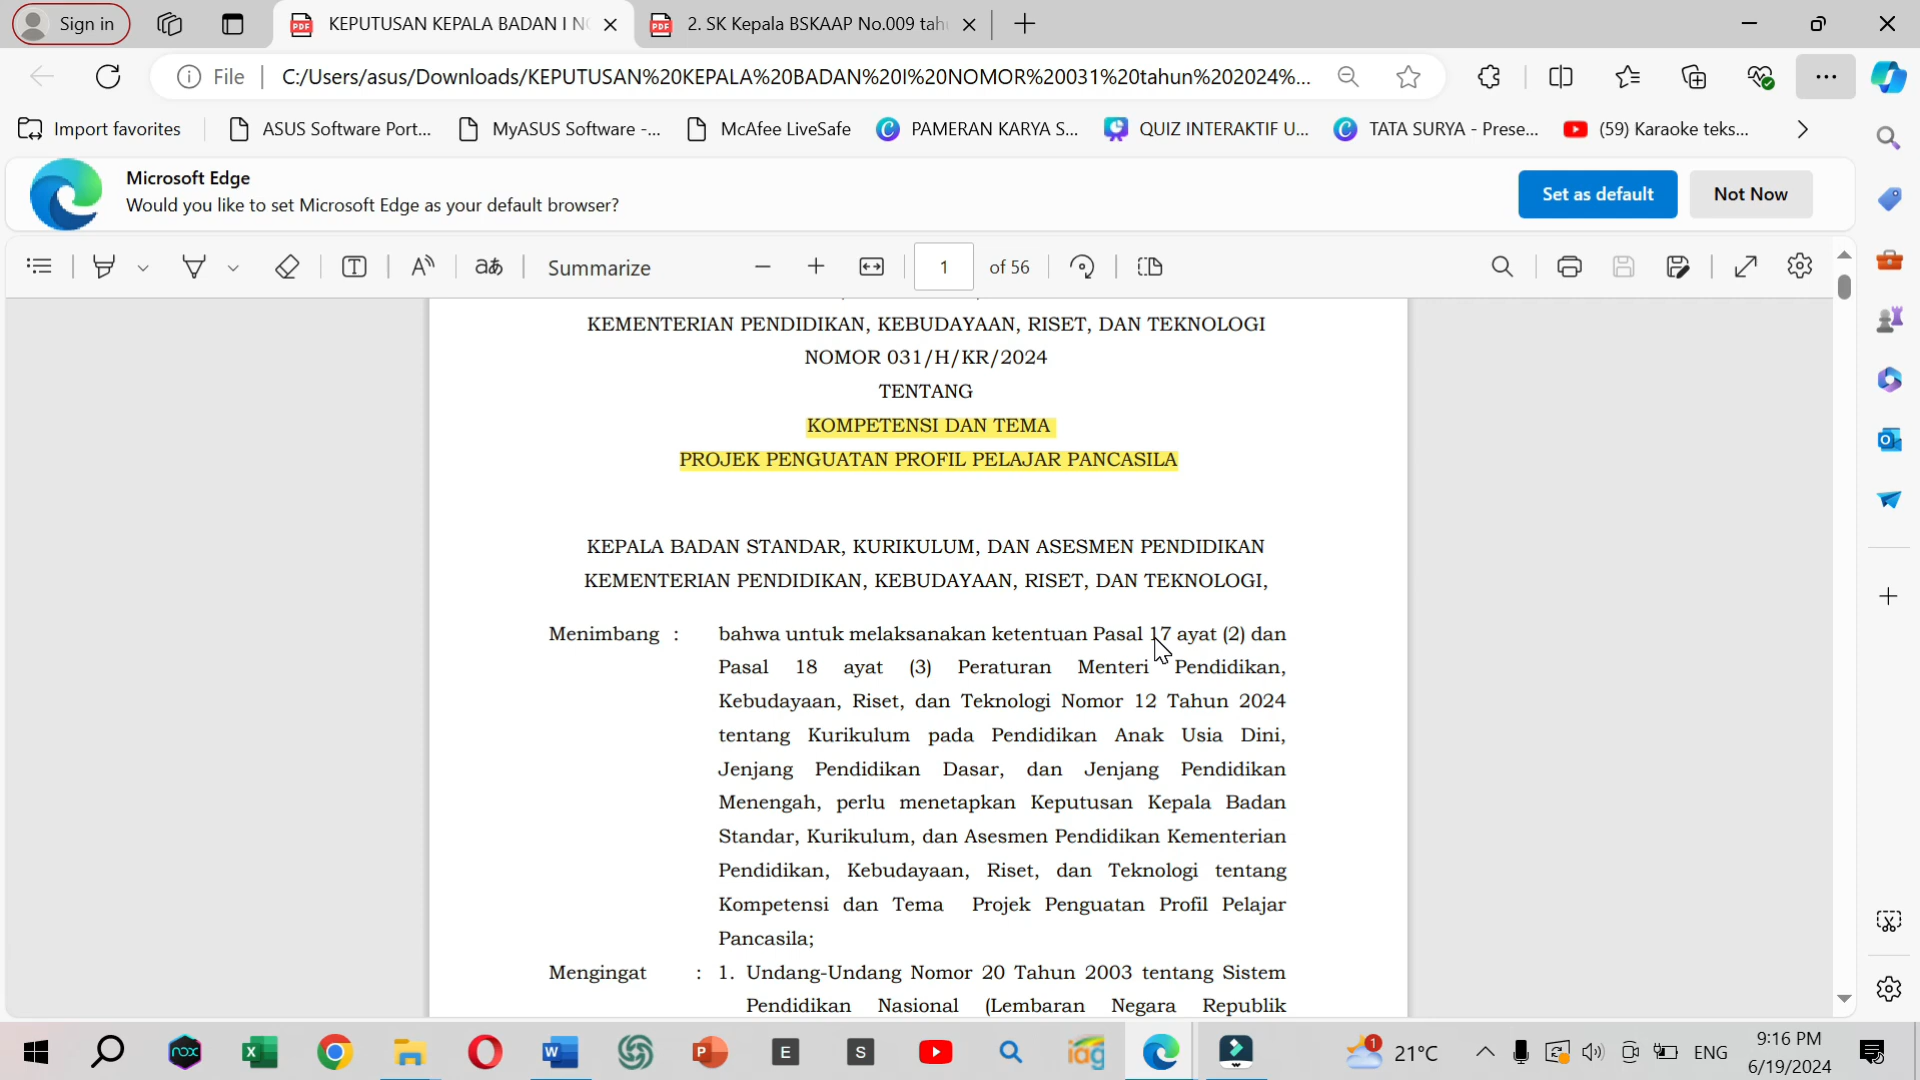 Sign in
KEPUTUSAN KEPALA BADAN I N
2. SK Kepala BSKAAP No.009 tah
File
C:/Users/asus/Downloads/KEPUTUSAN%20KEPALA%20BADAN%20I%20NOMOR%20031%20tahun%202024%...
Import favorites
ASUS Software Port...
MyASUS Software -...
McAfee LiveSafe
PAMERAN KARYA S...
QUIZ INTERAKTIF U...
TATA SURYA - Prese...
(59) Karaoke teks...
Microsoft Edge
Would you like to set Microsoft Edge as your default browser?
Set as default
Not Now
Summarize
1
of 56
KEMENTERIAN PENDIDIKAN, KEBUDAYAAN, RISET, DAN TEKNOLOGI
NOMOR 031/H/KR/2024
TENTANG
KOMPETENSI DAN TEMA
PROJEK PENGUATAN PROFIL PELAJAR PANCASILA
KEPALA BADAN STANDAR, KURIKULUM, DAN ASESMEN PENDIDIKAN
KEMENTERIAN PENDIDIKAN, KEBUDAYAAN, RISET, DAN TEKNOLOGI,
Menimbang : bahwa untuk melaksanakan ketentuan Pasal 17 ayat (2) dan
Pasal 18 ayat (3) Peraturan Menteri Pendidikan,
Kebudayaan, Riset, dan Teknologi Nomor 12 Tahun 2024
tentang Kurikulum pada Pendidikan Anak Usia Dini,
Jenjang Pendidikan Dasar, dan Jenjang Pendidikan
Menengah, perlu menetapkan Keputusan Kepala Badan
Standar, Kurikulum, dan Asesmen Pendidikan Kementerian
Pendidikan, Kebudayaan, Riset, dan Teknologi tentang
Kompetensi dan Tema Projek Penguatan Profil Pelajar
Pancasila;
Mengingat : 1. Undang-Undang Nomor 20 Tahun 2003 tentang Sistem
Pendidikan Nasional (Lembaran Negara Republik
21°C
ENG
9:16 PM
6/19/2024